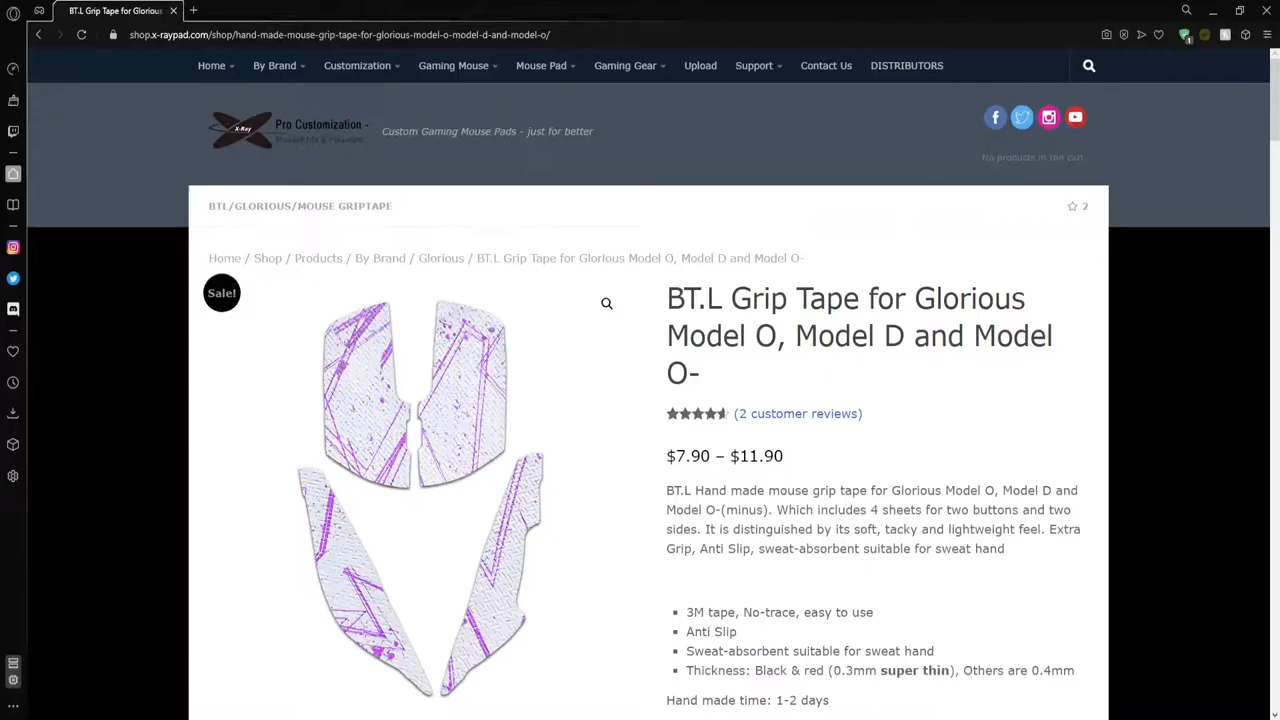 BT.L Grip Tape for Glorious
shop.x-raypad.com/shop/hand-made-mouse-grip-tape-for-glorious-model-o-model-d-and-model-o/
1
Home By Brand Customization Gaming Mouse Mouse Pad Gaming Gear Upload Support Contact Us DISTRIBUTORS
X-Ray
Pro Customization -
Custom Gaming Mouse Pads - just for better
No products in the cart
BTL/GLORIOUS/MOUSE GRIPTAPE
2
Home / Shop / Products / By Brand / Glorious / BT.L Grip Tape for Glorious Model O, Model D and Model O-
Sale!
BT.L Grip Tape for Glorious
Model O, Model D and Model
O-
(2 customer reviews)
$7.90 – $11.90
BT.L Hand made mouse grip tape for Glorious Model O, Model D and
Model O-(minus). Which includes 4 sheets for two buttons and two
sides. It is distinguished by its soft, tacky and lightweight feel. Extra
Grip, Anti Slip, sweat-absorbent suitable for sweat hand
3M tape, No-trace, easy to use
Anti Slip
Sweat-absorbent suitable for sweat hand
Thickness: Black & red (0.3mm super thin), Others are 0.4mm
Hand made time: 1-2 days